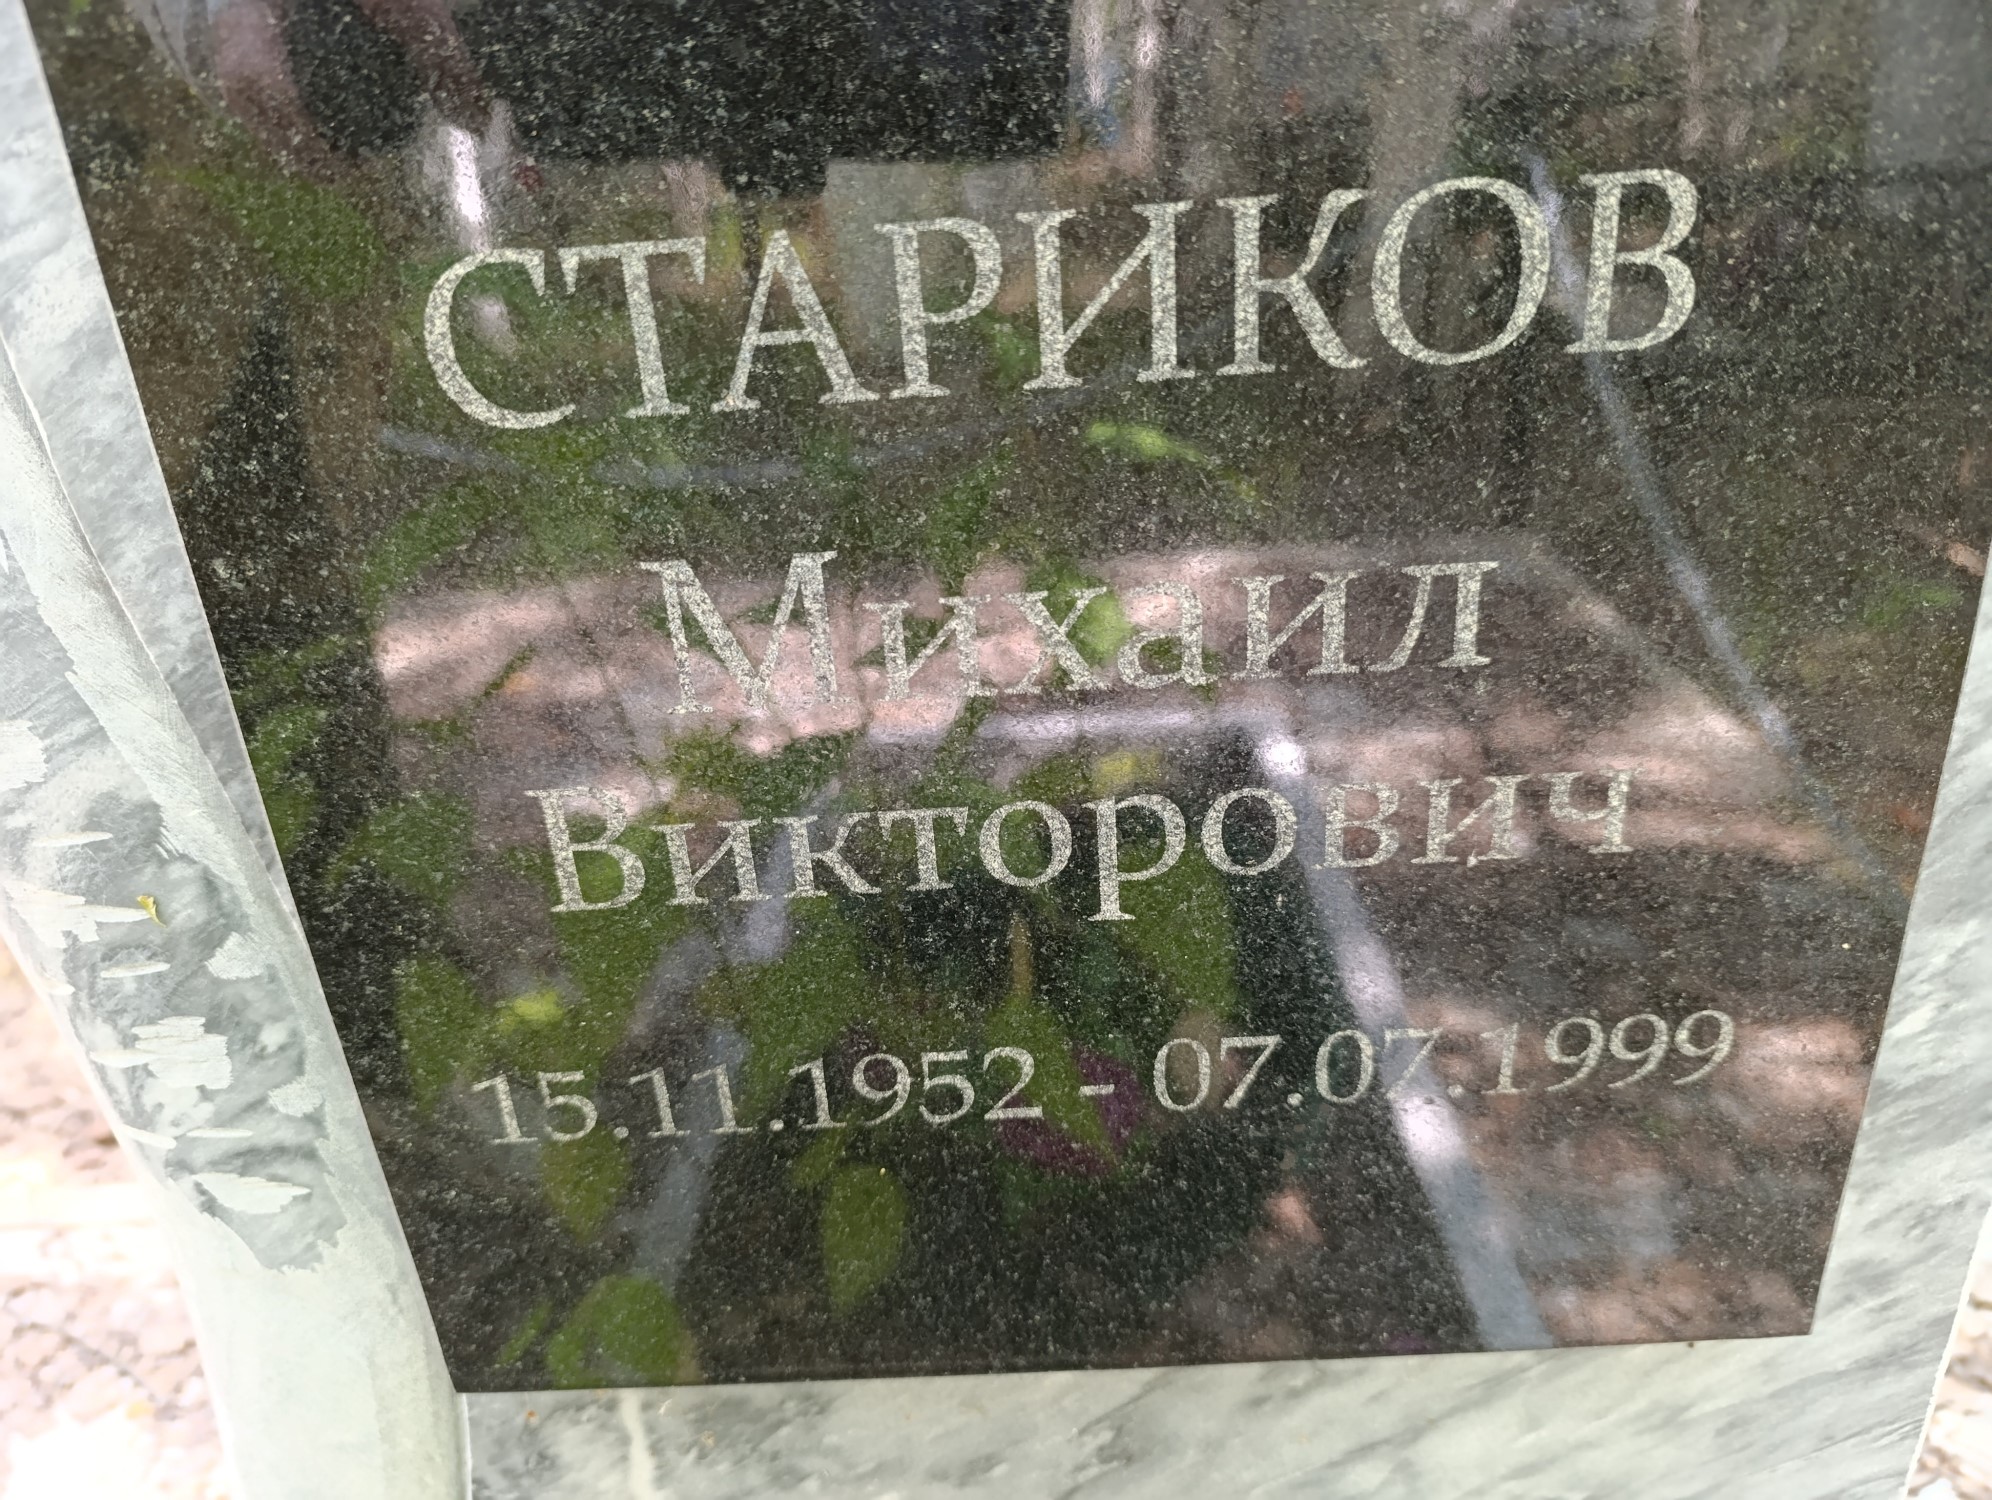 СТАРИКОВ
Михаил
Викторович
15.11.1952 - 07.07.1999